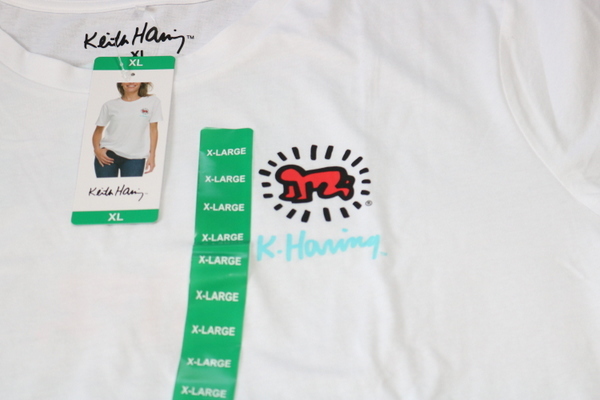 Keith Haring™
XL
XL
Keith Haring.
XL
X-LARGE
X-LARGE
X-LARGE
X-LARGE
X-LARGE
X-LARGE
X-LARGE
X-LARGE
X-LARGE
®
K.Haring.